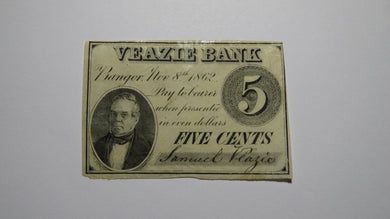 VEAZIE BANK
Bangor, Nov 8th 1862
Pay to bearer
when presented
in even dollars
5
FIVE CENTS
Samuel Veazie